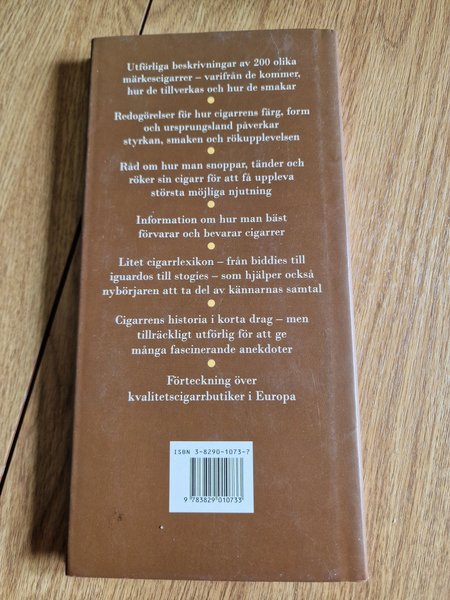 Utförliga beskrivningar av 200 olika
märkescigarrer – varifrån de kommer,
hur de tillverkas och hur de smakar
Redogörelser för hur cigarrens färg, form
och ursprungsland påverkar
styrkan, smaken och rökupplevelsen
Råd om hur man snoppar, tänder och
röker sin cigarr för att få uppleva
största möjliga njutning
Information om hur man bäst
förvarar och bevarar cigarrer
Litet cigarrlexikon – från biddies till
iguardos till stogies – som hjälper också
nybörjaren att ta del av kännarnas samtal
Cigarrens historia i korta drag – men
tillräckligt utförlig för att ge
många fascinerande anekdoter
Förteckning över
kvalitetscigarrbutiker i Europa
ISBN 3-8290-1073-7
9 783829 010733